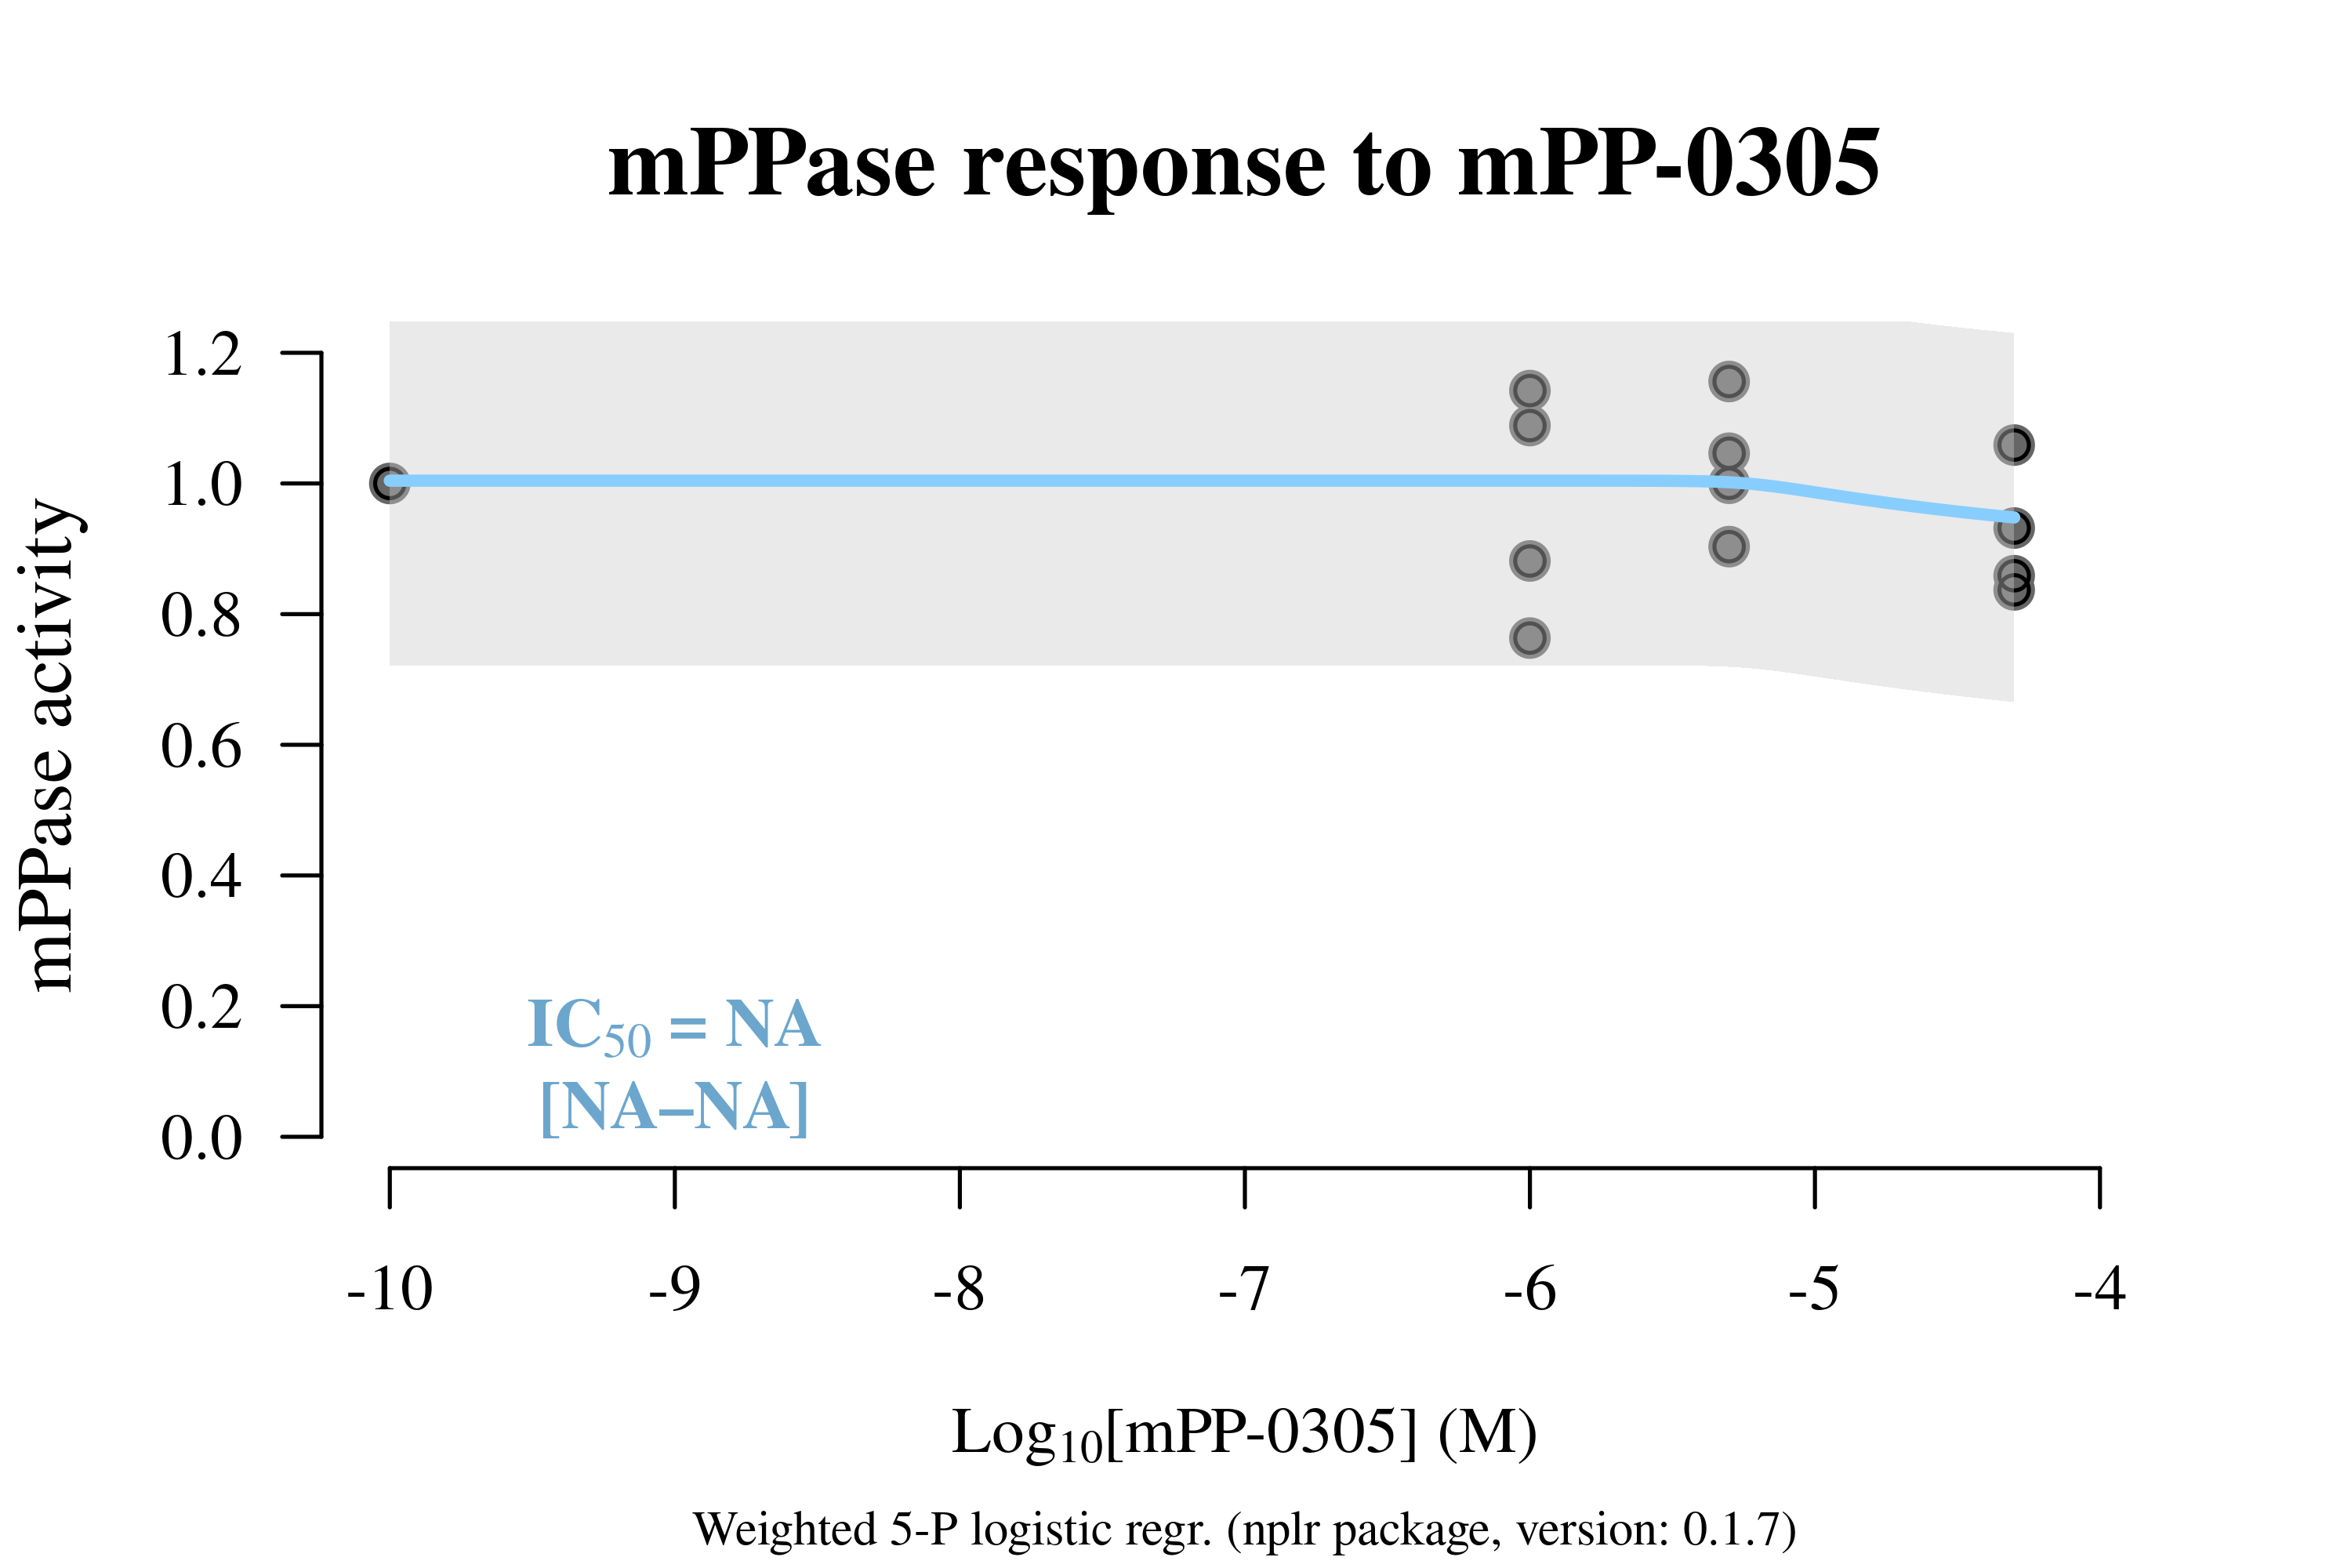 mPPase response to mPP-0305
mPPase activity
1.2
1.0
0.8
0.6
0.4
0.2
0.0
IC50 = NA
[NA–NA]
-10 -9 -8 -7 -6 -5 -4
Log10[mPP-0305] (M)
Weighted 5-P logistic regr. (nplr package, version: 0.1.7)